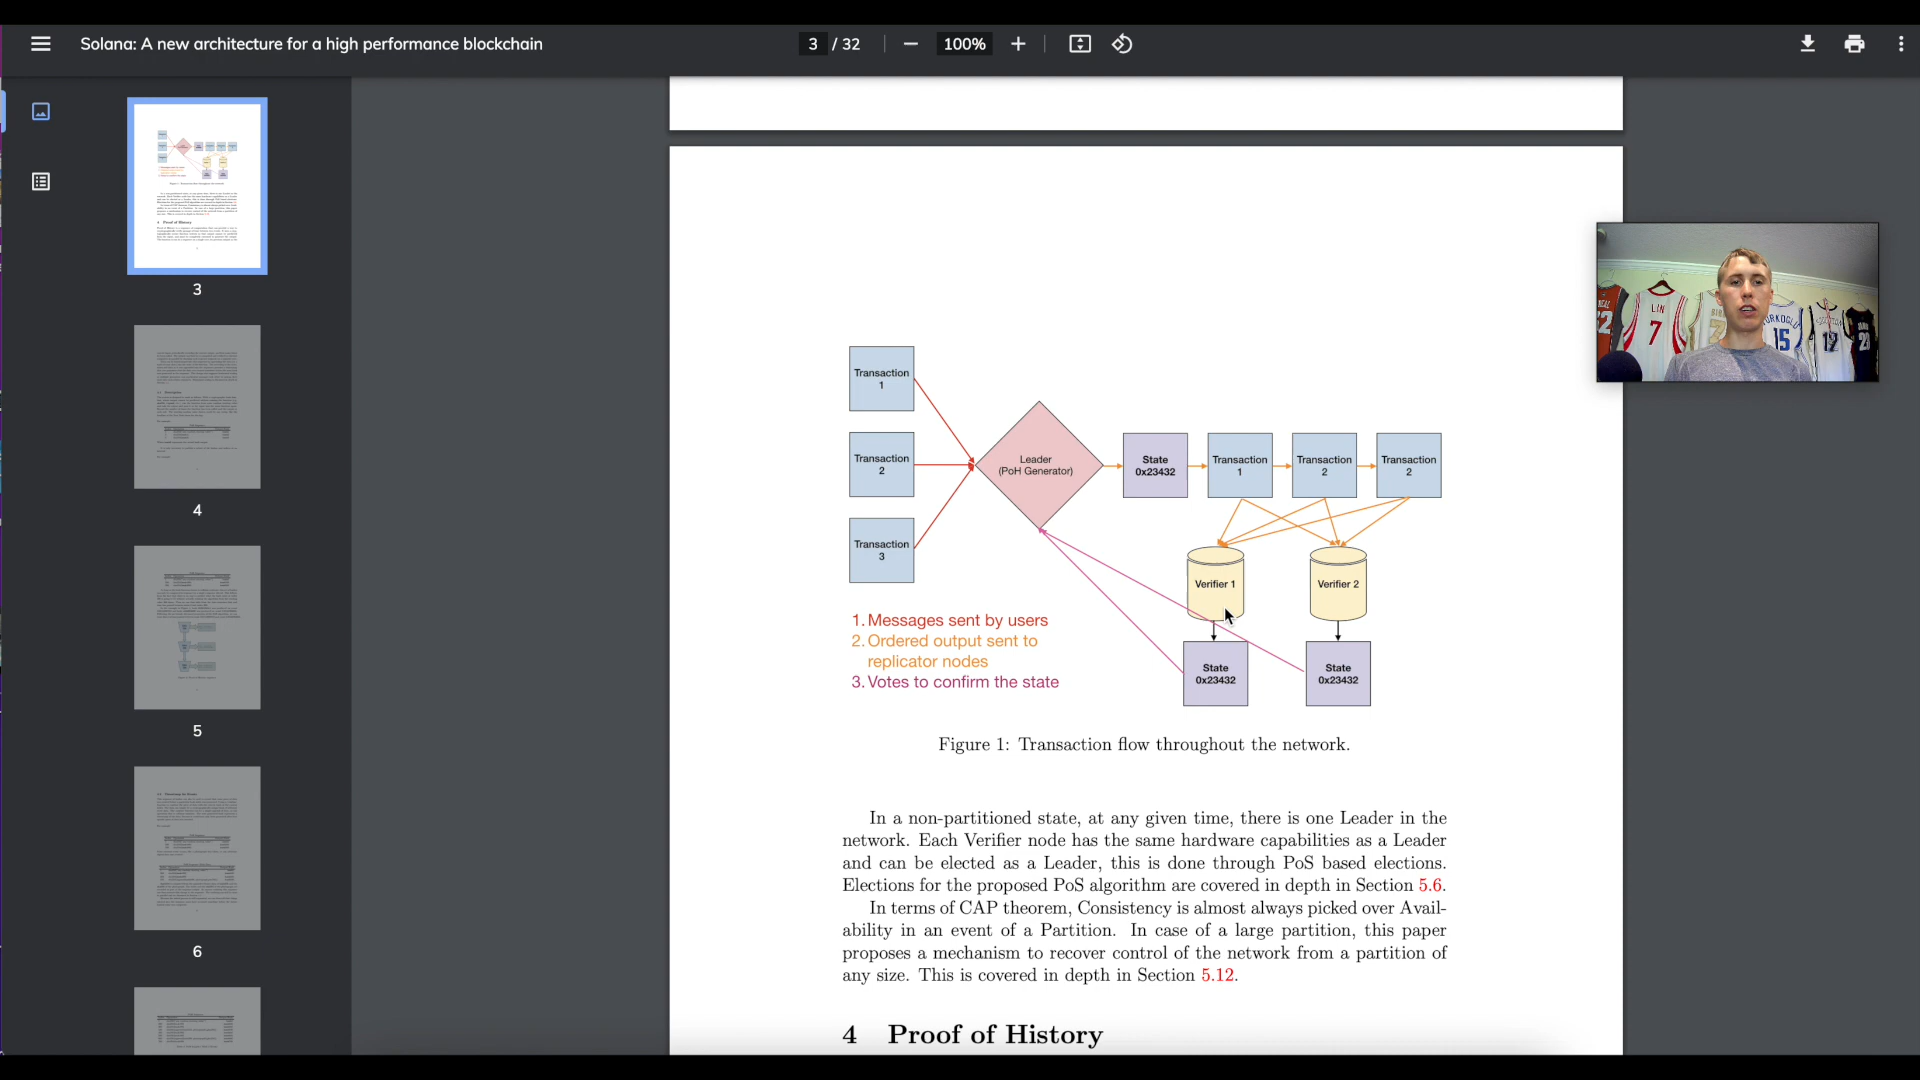 Solana: A new architecture for a high performance blockchain
3 / 32
100%
3
4
5
6
Transaction
1
Transaction
2
Transaction
3
Leader
(PoH Generator)
State
0x23432
Transaction
1
Transaction
2
Transaction
2
Verifier 1
Verifier 2
State
0x23432
State
0x23432
1. Messages sent by users
2. Ordered output sent to
replicator nodes
3. Votes to confirm the state
Figure 1: Transaction flow throughout the network.
In a non-partitioned state, at any given time, there is one Leader in the
network. Each Verifier node has the same hardware capabilities as a Leader
and can be elected as a Leader, this is done through PoS based elections.
Elections for the proposed PoS algorithm are covered in depth in Section 5.6.
In terms of CAP theorem, Consistency is almost always picked over Avail-
ability in an event of a Partition. In case of a large partition, this paper
proposes a mechanism to recover control of the network from a partition of
any size. This is covered in depth in Section 5.12.
4 Proof of History
LIN
7
15